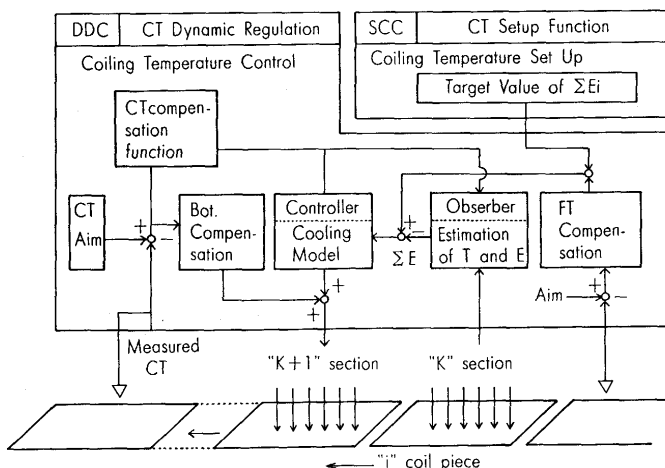 DDC CT Dynamic Regulation
Coiling Temperature Control
SCC CT Setup Function
Coiling Temperature Set Up
Target Value of ΣEi
CTcompen-
sation
function
CT
Aim
+
−
Bot.
Compen-
sation
Controller
Cooling
Model
+
−
ΣE
Obserber
Estimation
of T and E
FT
Compen-
sation
+
+
Aim
+
−
Measured
CT
"K+1" section
"K" section
"i" coil piece